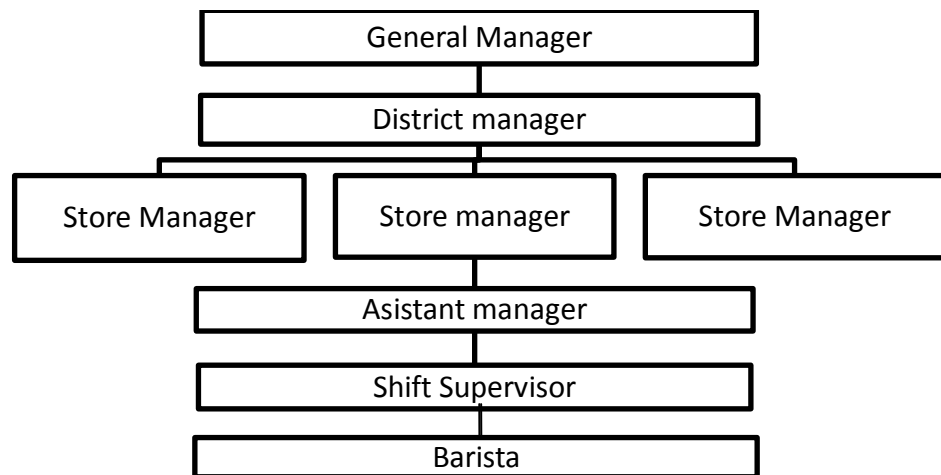 General Manager
District manager
Store Manager
Store manager
Store Manager
Asistant manager
Shift Supervisor
Barista